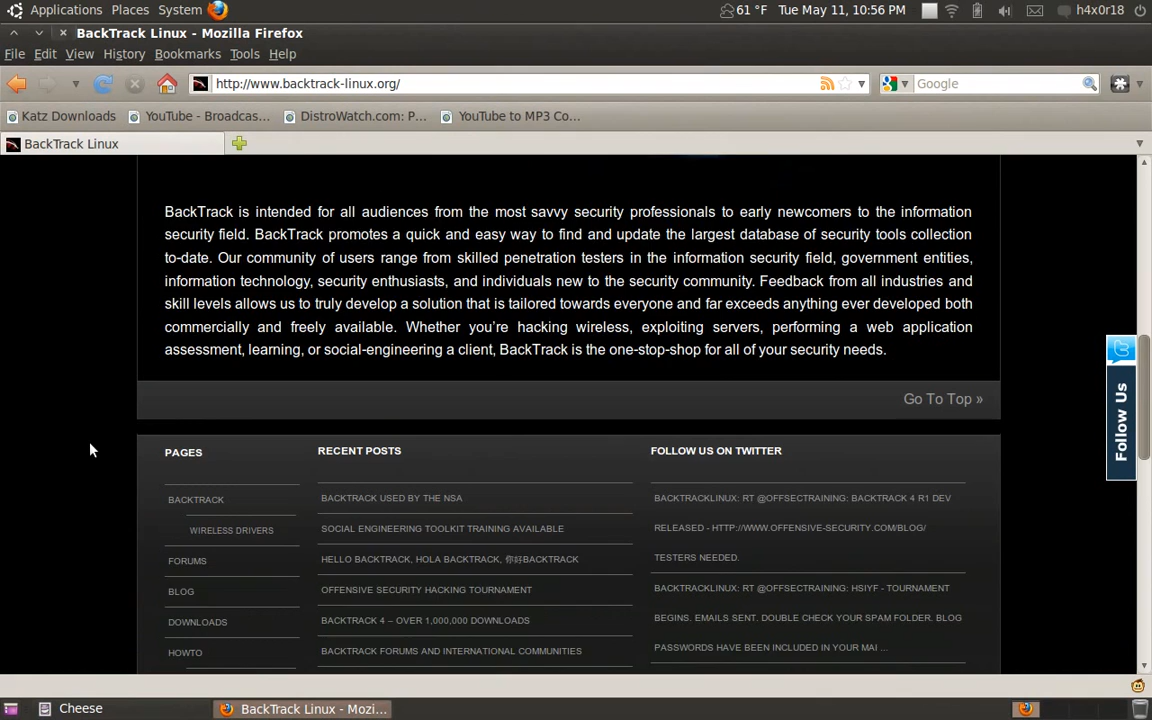 Applications Places System 61 °F Tue May 11, 10:56 PM h4x0r18
BackTrack Linux - Mozilla Firefox
File Edit View History Bookmarks Tools Help
http://www.backtrack-linux.org/ Google
Katz Downloads YouTube - Broadcas... DistroWatch.com: P... YouTube to MP3 Co...
BackTrack Linux
BackTrack is intended for all audiences from the most savvy security professionals to early newcomers to the information
security field. BackTrack promotes a quick and easy way to find and update the largest database of security tools collection
to-date. Our community of users range from skilled penetration testers in the information security field, government entities,
information technology, security enthusiasts, and individuals new to the security community. Feedback from all industries and
skill levels allows us to truly develop a solution that is tailored towards everyone and far exceeds anything ever developed both
commercially and freely available. Whether you're hacking wireless, exploiting servers, performing a web application
assessment, learning, or social-engineering a client, BackTrack is the one-stop-shop for all of your security needs.
Go To Top »
Follow Us
PAGES
BACKTRACK
WIRELESS DRIVERS
FORUMS
BLOG
DOWNLOADS
HOWTO
RECENT POSTS
BACKTRACK USED BY THE NSA
SOCIAL ENGINEERING TOOLKIT TRAINING AVAILABLE
HELLO BACKTRACK, HOLA BACKTRACK, 你好BACKTRACK
OFFENSIVE SECURITY HACKING TOURNAMENT
BACKTRACK 4 – OVER 1,000,000 DOWNLOADS
BACKTRACK FORUMS AND INTERNATIONAL COMMUNITIES
FOLLOW US ON TWITTER
BACKTRACKLINUX: RT @OFFSECTRAINING: BACKTRACK 4 R1 DEV
RELEASED - HTTP://WWW.OFFENSIVE-SECURITY.COM/BLOG/
TESTERS NEEDED.
BACKTRACKLINUX: RT @OFFSECTRAINING: HSIYF - TOURNAMENT
BEGINS. EMAILS SENT. DOUBLE CHECK YOUR SPAM FOLDER. BLOG
PASSWORDS HAVE BEEN INCLUDED IN YOUR MAI ...
Cheese BackTrack Linux - Mozi...